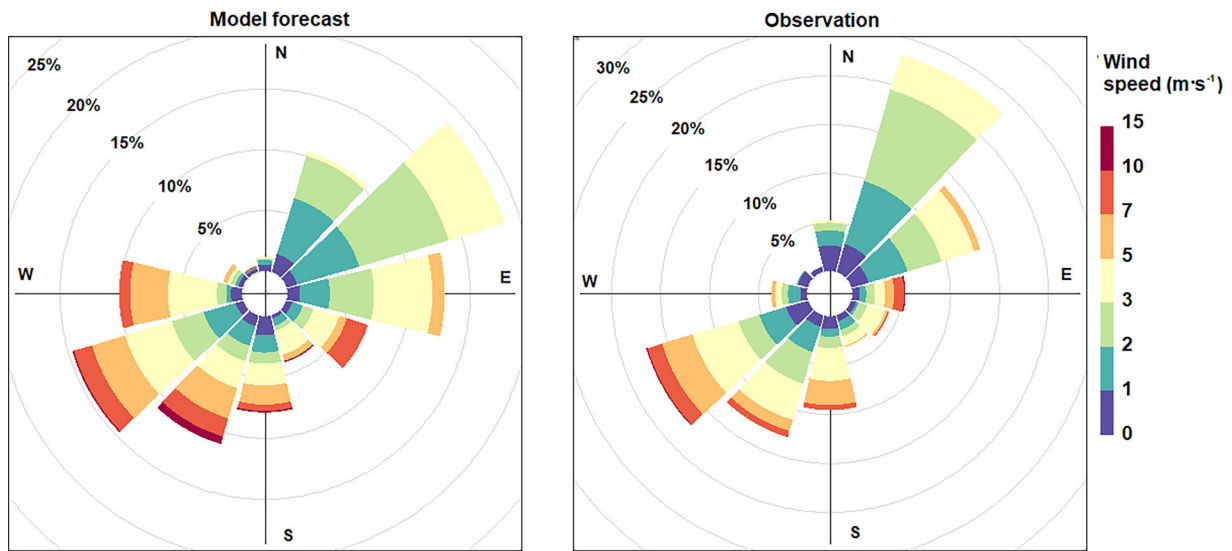 Model forecast
Observation
25%
20%
15%
10%
5%
N
W
E
S
30%
25%
20%
15%
10%
5%
N
W
E
S
Wind
speed (m·s⁻¹)
15
10
7
5
3
2
1
0